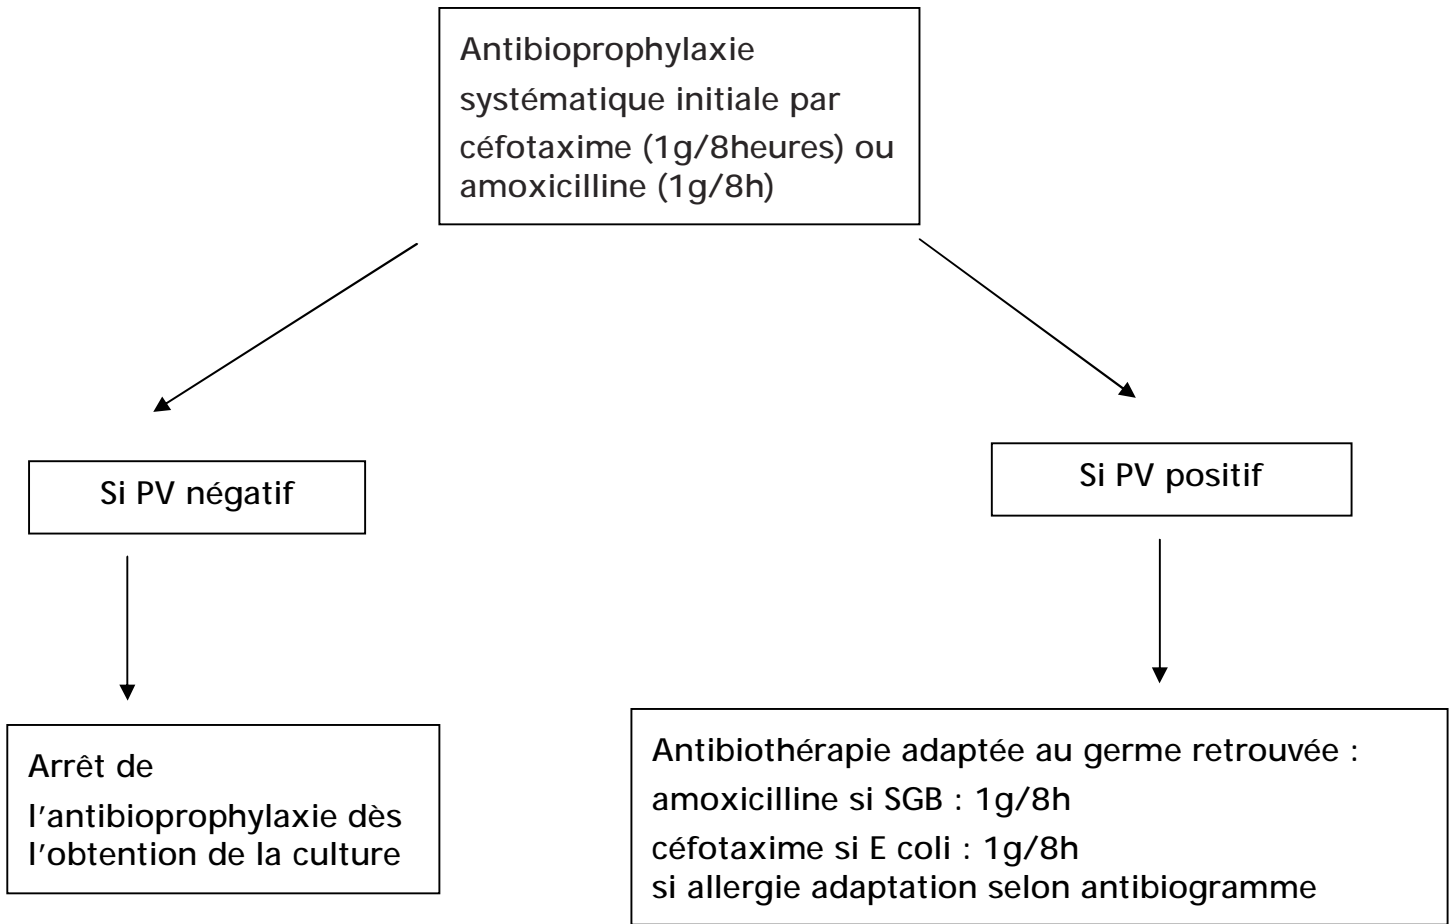 Antibioprophylaxie
systématique initiale par
céfotaxime (1g/8heures) ou
amoxicilline (1g/8h)
Si PV négatif
Si PV positif
Arrêt de
l'antibioprophylaxie dès
l'obtention de la culture
Antibiothérapie adaptée au germe retrouvée :
amoxicilline si SGB : 1g/8h
céfotaxime si E coli : 1g/8h
si allergie adaptation selon antibiogramme